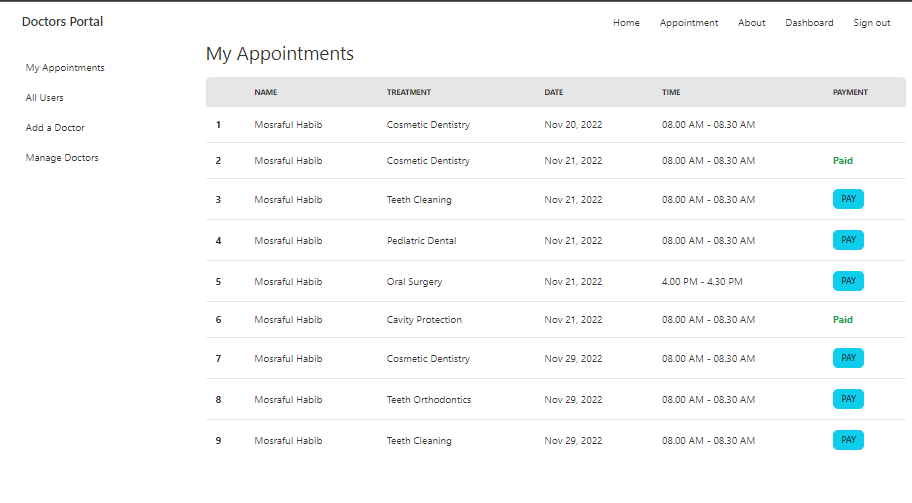 Doctors Portal Home Appointment About Dashboard Sign out
My Appointments
All Users
Add a Doctor
Manage Doctors
My Appointments
NAME TREATMENT DATE TIME PAYMENT
1 Mosraful Habib Cosmetic Dentistry Nov 20, 2022 08.00 AM - 08.30 AM
2 Mosraful Habib Cosmetic Dentistry Nov 21, 2022 08.00 AM - 08.30 AM Paid
3 Mosraful Habib Teeth Cleaning Nov 21, 2022 08.00 AM - 08.30 AM PAY
4 Mosraful Habib Pediatric Dental Nov 21, 2022 08.00 AM - 08.30 AM PAY
5 Mosraful Habib Oral Surgery Nov 21, 2022 4.00 PM - 4.30 PM PAY
6 Mosraful Habib Cavity Protection Nov 21, 2022 08.00 AM - 08.30 AM Paid
7 Mosraful Habib Cosmetic Dentistry Nov 29, 2022 08.00 AM - 08.30 AM PAY
8 Mosraful Habib Teeth Orthodontics Nov 29, 2022 08.00 AM - 08.30 AM PAY
9 Mosraful Habib Teeth Cleaning Nov 29, 2022 08.00 AM - 08.30 AM PAY